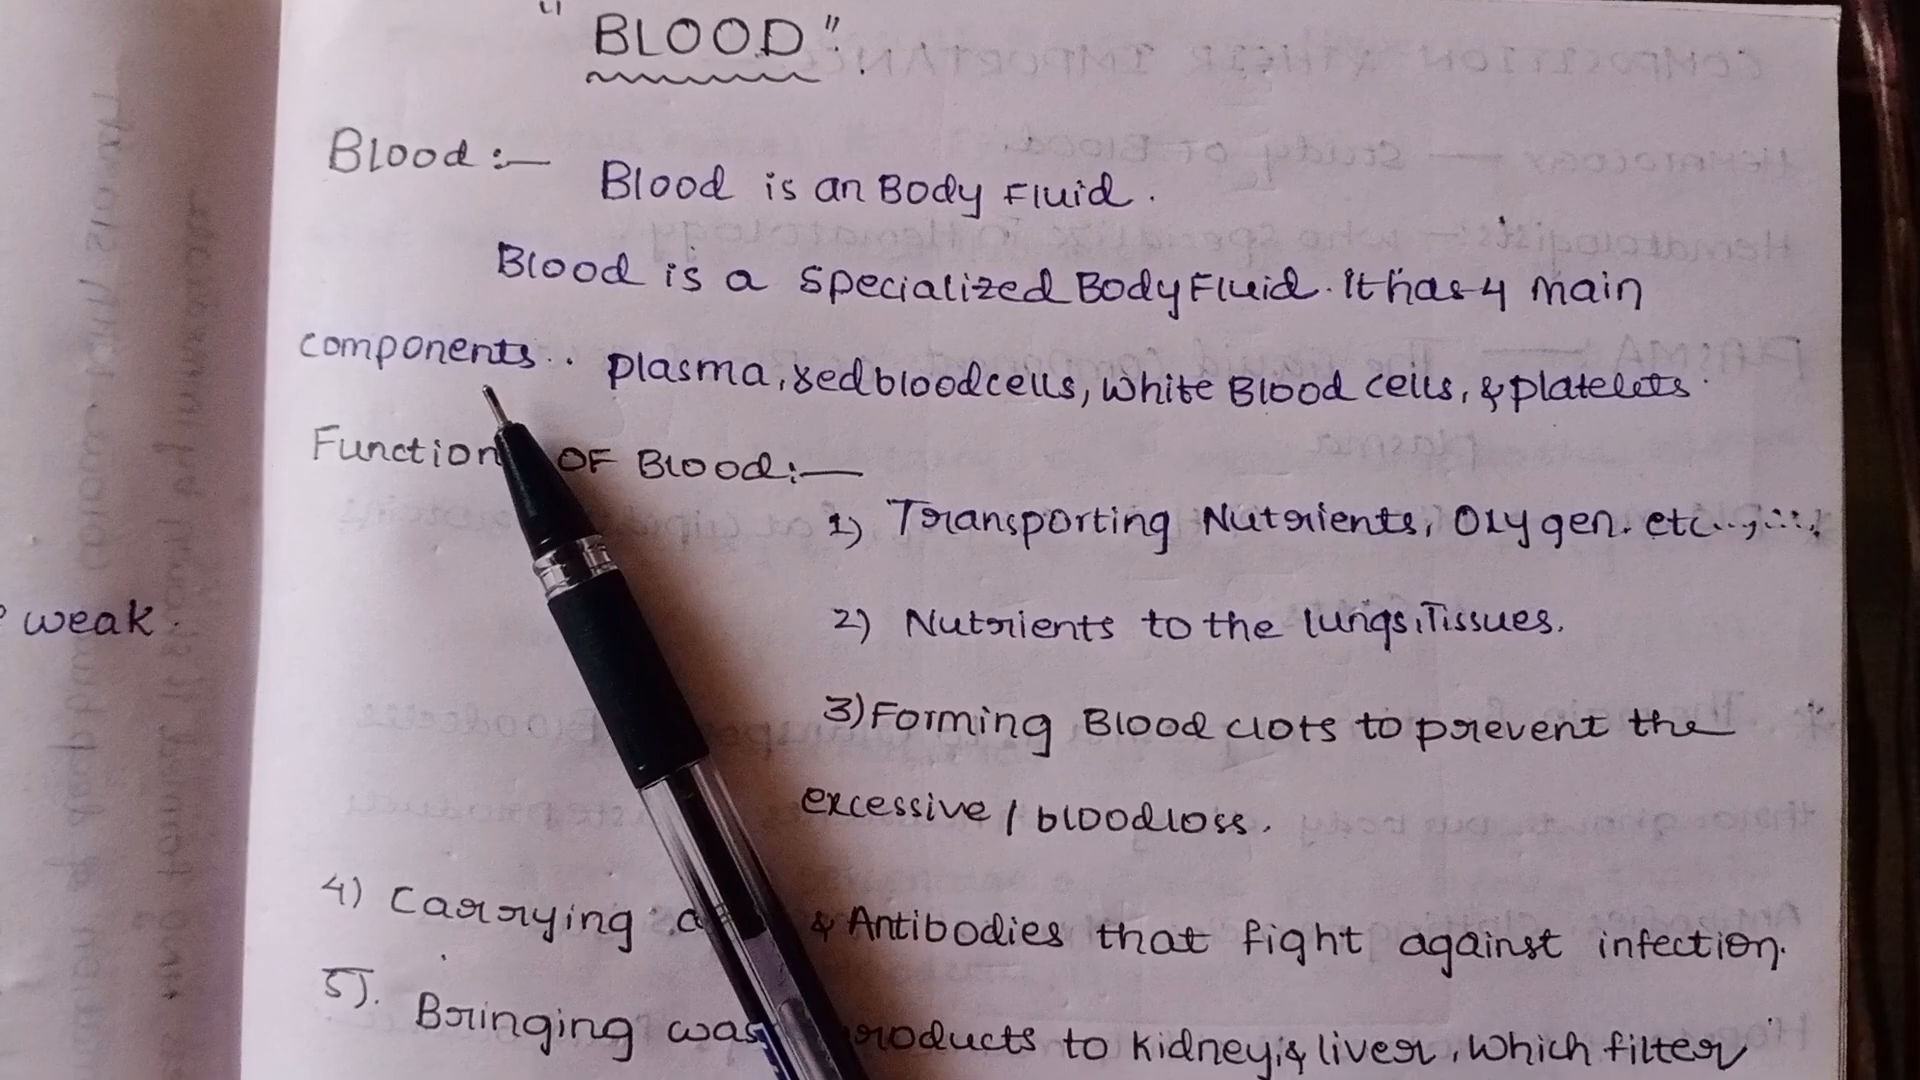 "BLOOD".
Blood :—
Blood is an Body Fluid.
Blood is a specialized Body Fluid. It has 4 main
components.. plasma, red blood cells, White Blood cells, & platelets.
Function OF Blood:—
1) Transporting Nutrients, Oxygen. etc..,...,
2) Nutrients to the lungs, Tissues.
3) Forming Blood clots to prevent the
excessive / bloodloss.
4) Carrying & Antibodies that fight against infection.
5). Bringing products to kidney, & liver, which filter
weak.